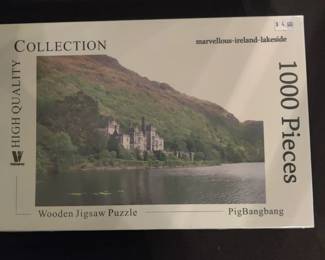 COLLECTION
marvellous-ireland-lakeside
HIGH QUALITY
1000 Pieces
Wooden Jigsaw Puzzle
PigBangbang